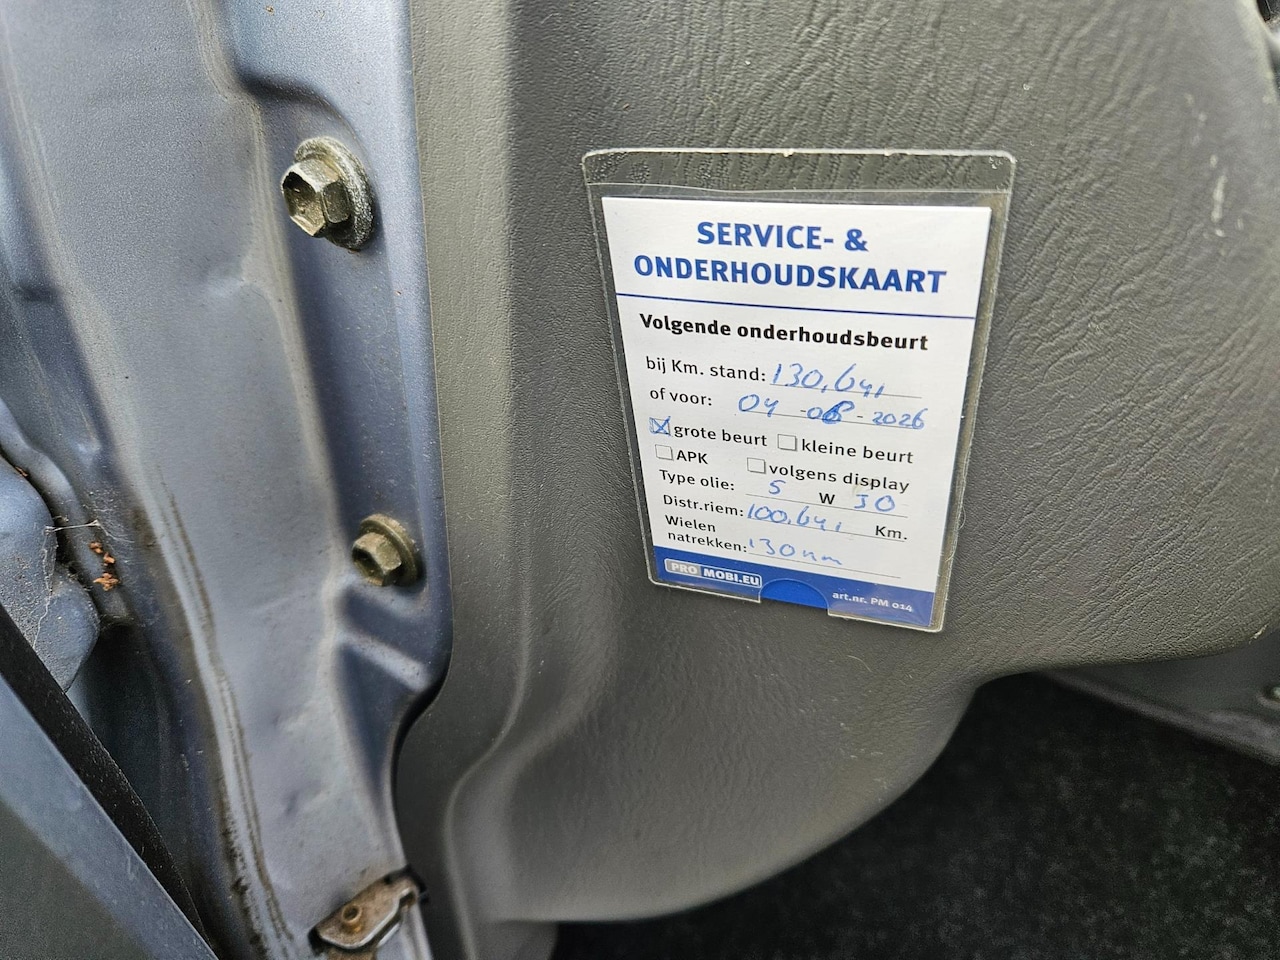 SERVICE- &
ONDERHOUDSKAART
Volgende onderhoudsbeurt
bij Km. stand: 130,641
of voor: 04 -08- 2026
grote beurt kleine beurt
APK volgens display
Type olie: 5 W 30
Distr.riem: 100.641 Km.
Wielen
natrekken: 130nm
PRO MOBI.EU
art.nr. PM 014